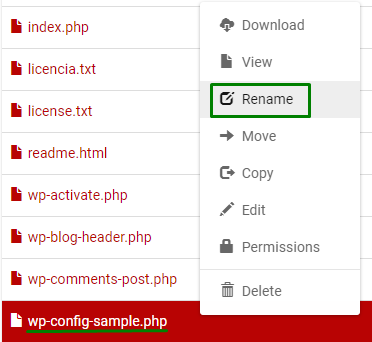 index.php
licencia.txt
license.txt
readme.html
wp-activate.php
wp-blog-header.php
wp-comments-post.php
wp-config-sample.php
Download
View
Rename
Move
Copy
Edit
Permissions
Delete